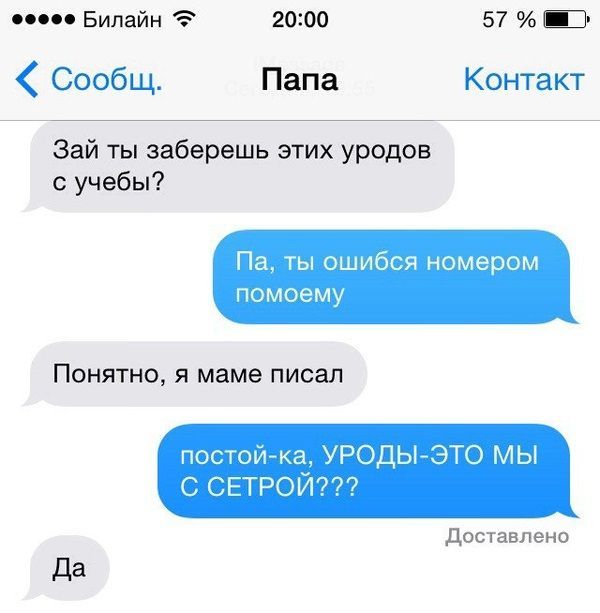 Билайн 20:00 57 %
Сообщ. Папа Контакт
Зай ты заберешь этих уродов
с учебы?
Па, ты ошибся номером
помоему
Понятно, я маме писал
постой-ка, УРОДЫ-ЭТО МЫ
С СЕТРОЙ???
Доставлено
Да